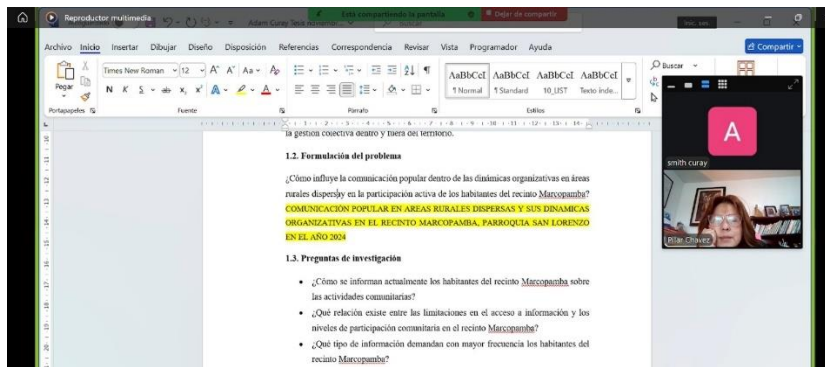 Reproductor multimedia
Está compartiendo la pantalla
Dejar de compartir
Archivo Inicio Insertar Dibujar Diseño Disposición Referencias Correspondencia Revisar Vista Programador Ayuda
Compartir
Pegar
Times New Roman 12
Buscar
AaBbCcI AaBbCcI AaBbCcI AaBbCcI
¶ Normal ¶ Standard 10_LIST Texto inde...
Portapapeles Fuente Párrafo Estilos
A
smith curay
Pilar Chavez
la gestión colectiva dentro y fuera del territorio.
1.2. Formulación del problema
¿Cómo influye la comunicación popular dentro de las dinámicas organizativas en áreas
rurales dispersay en la participación activa de los habitantes del recinto Marcopamba?
COMUNICACIÓN POPULAR EN AREAS RURALES DISPERSAS Y SUS DINAMICAS
ORGANIZATIVAS EN EL RECINTO MARCOPAMBA, PARROQUIA SAN LORENZO
EN EL AÑO 2024
1.3. Preguntas de investigación
• ¿Cómo se informan actualmente los habitantes del recinto Marcopamba sobre
las actividades comunitarias?
• ¿Qué relación existe entre las limitaciones en el acceso a información y los
niveles de participación comunitaria en el recinto Marcopamba?
• ¿Qué tipo de información demandan con mayor frecuencia los habitantes del
recinto Marcopamba?